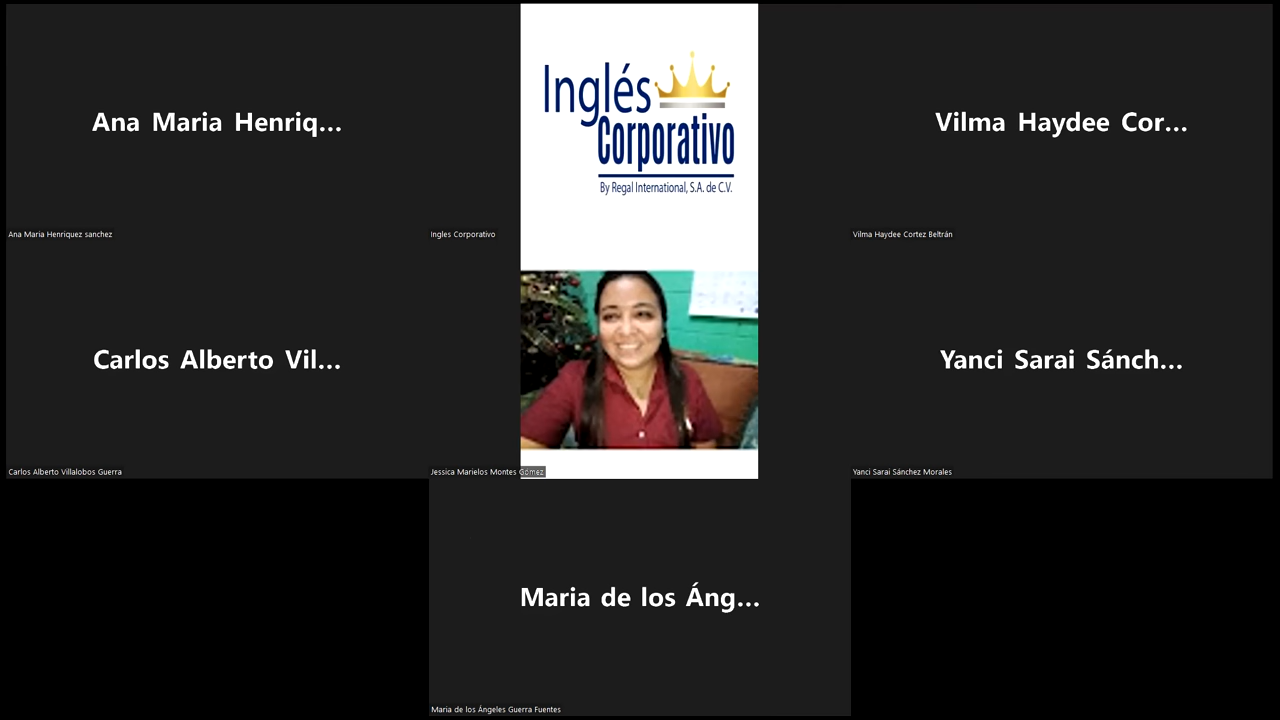 Ana Maria Henriq...
Ana Maria Henriquez sanchez
Inglés
Corporativo
By Regal International, S.A. de C.V.
Ingles Corporativo
Vilma Haydee Cor...
Vilma Haydee Cortez Beltrán
Carlos Alberto Vil...
Carlos Alberto Villalobos Guerra
Jessica Marielos Montes Gómez
Yanci Sarai Sánch...
Yanci Sarai Sánchez Morales
Maria de los Áng...
Maria de los Ángeles Guerra Fuentes